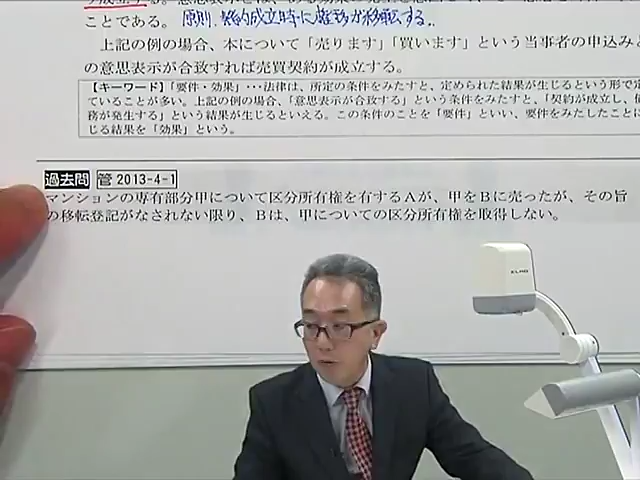 ことである。原則、契約成立時に権利が移転する。
上記の例の場合、本について「売ります」「買います」という当事者の申込み
の意思表示が合致すれば売買契約が成立する。
【キーワード】「要件・効果」…法律は、所定の条件をみたすと、定められた結果が生じるという形で定
ていることが多い。上記の例の場合、「意思表示が合致する」という条件をみたすと、「契約が成立し、
務が発生する」という結果が生じるといえる。この条件のことを「要件」といい、要件をみたしたことに
じる結果を「効果」という。
過去問 管 2013-4-1
マンションの専有部分甲について区分所有権を有するAが、甲をBに売ったが、その旨
の移転登記がなされない限り、Bは、甲についての区分所有権を取得しない。
ELMO